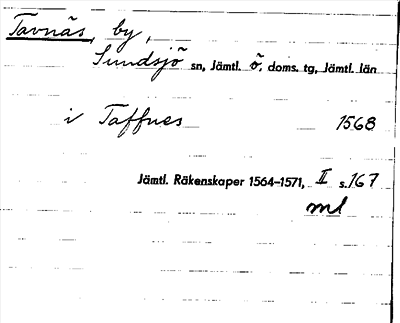 Tavnäs, by,
Sundsjö sn, Jämtl. ö. doms. tg, Jämtl. län
i Taffnes 1568
Jämtl. Räkenskaper 1564-1571, II s. 167
ml